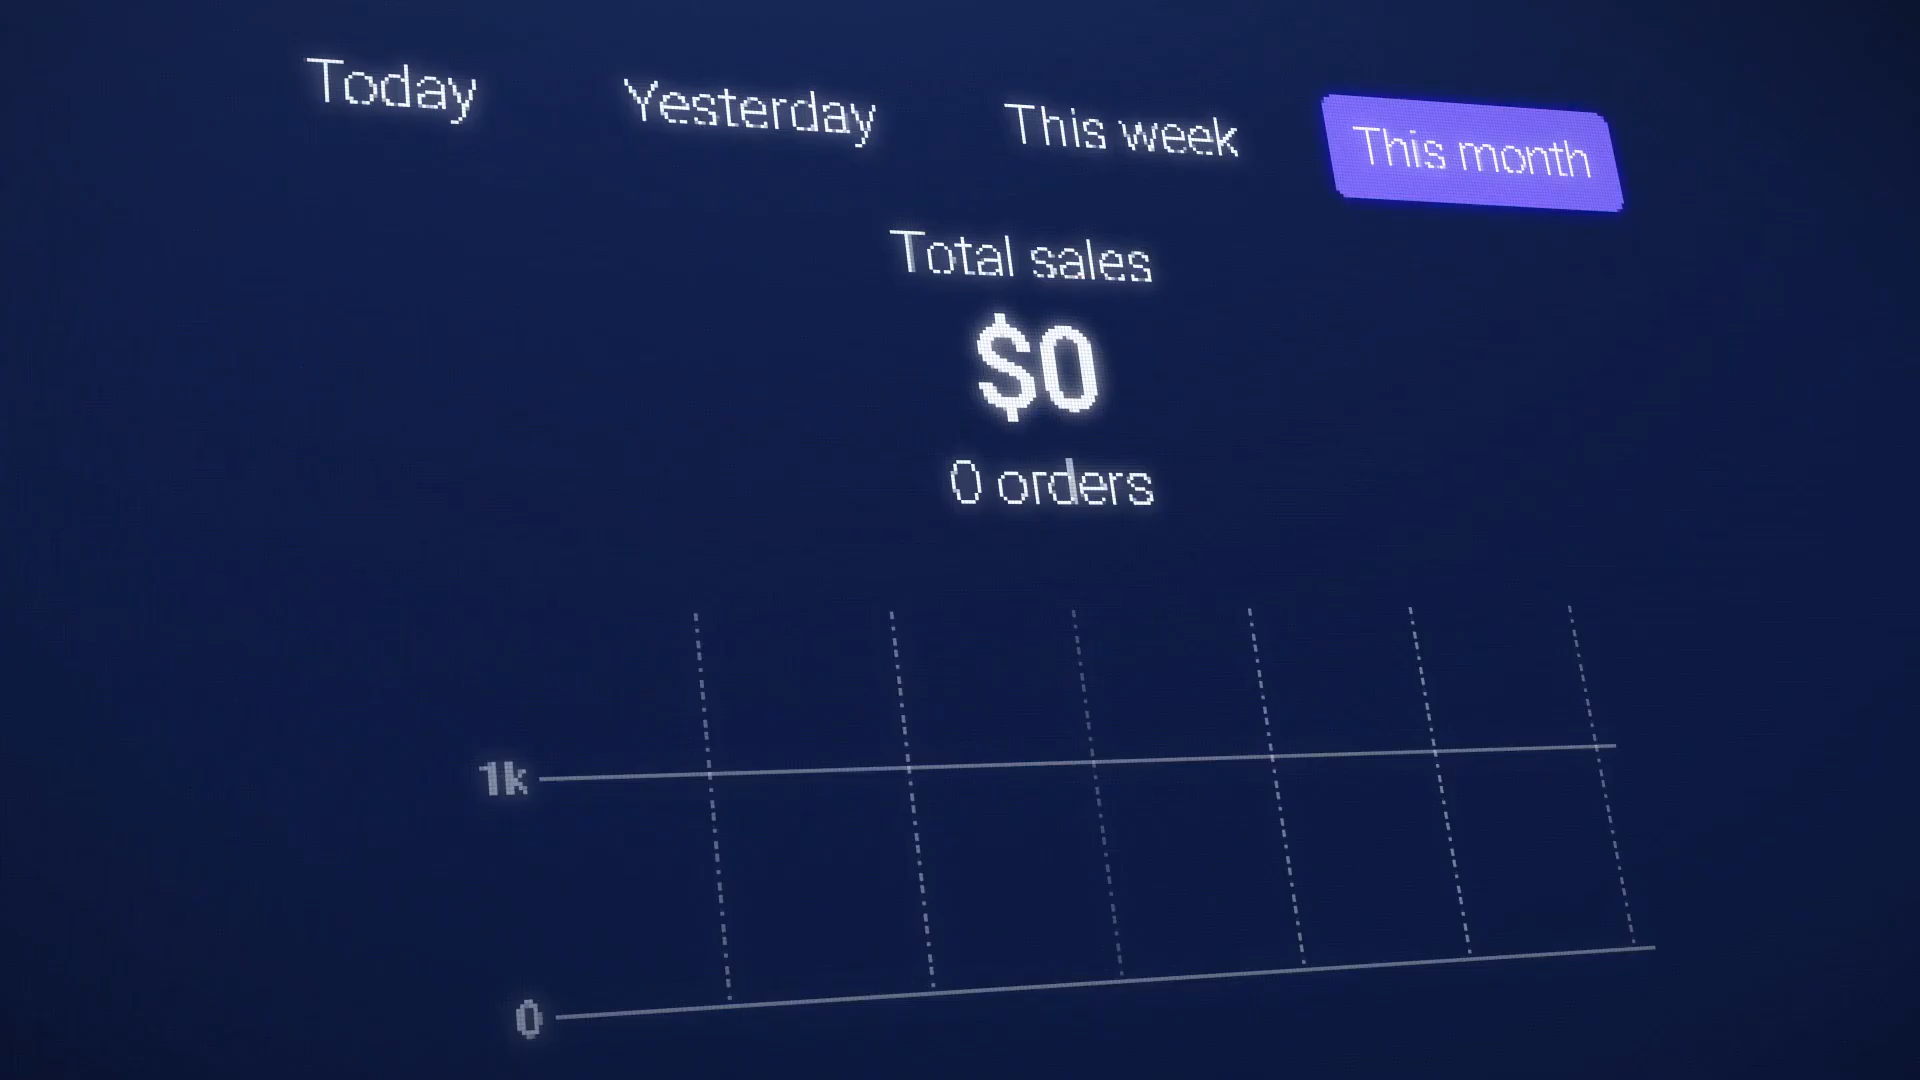 Today Yesterday This week This month
Total sales
$0
0 orders
1k
0